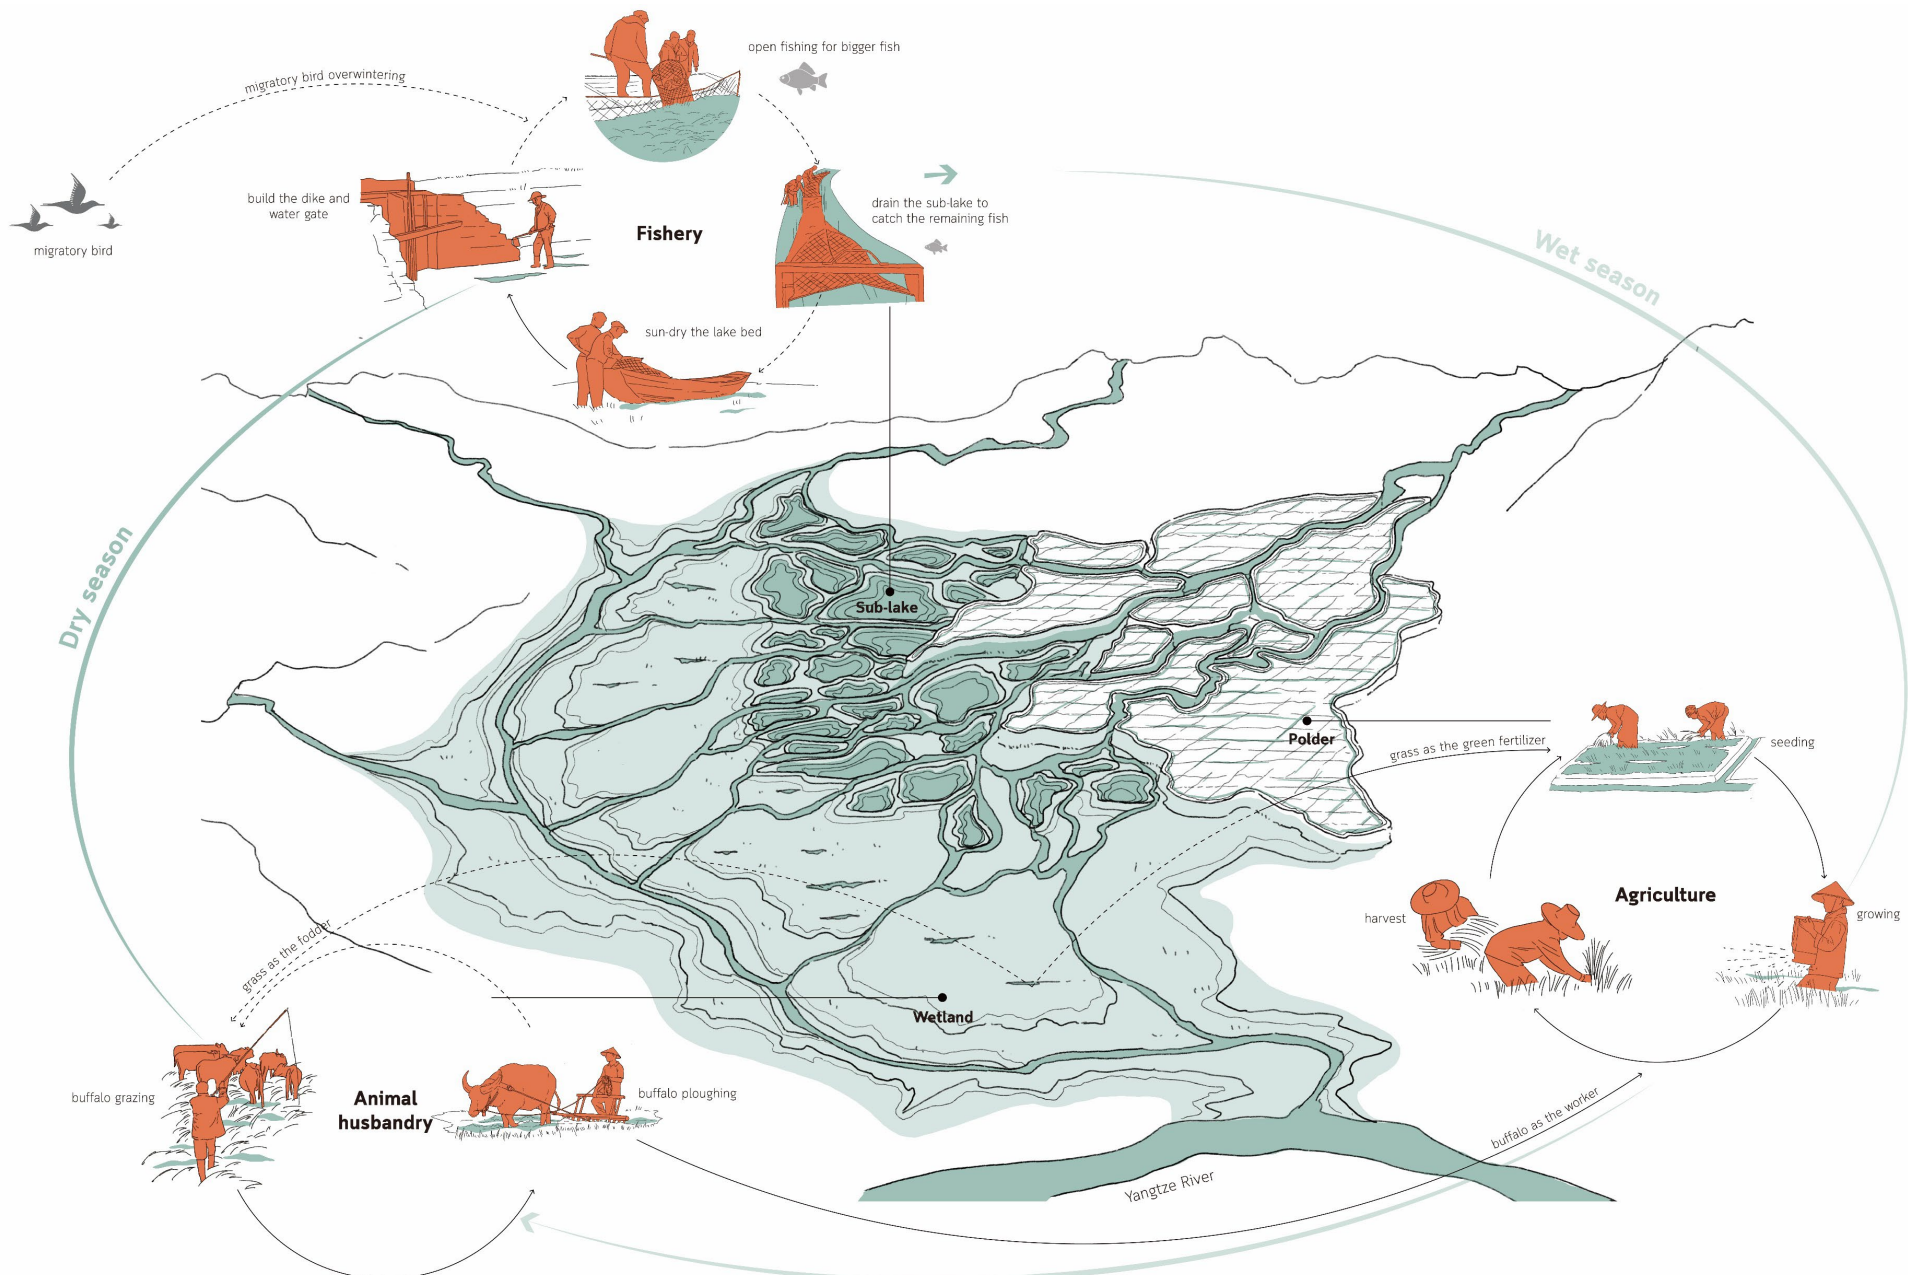 open fishing for bigger fish
migratory bird overwintering
build the dike and
water gate
Fishery
drain the sub-lake to
catch the remaining fish
migratory bird
sun-dry the lake bed
Wet season
Dry season
Sub-lake
Polder
grass as the green fertilizer
seeding
Agriculture
harvest
growing
grass as the fodder
Wetland
buffalo grazing
Animal
husbandry
buffalo ploughing
buffalo as the worker
Yangtze River